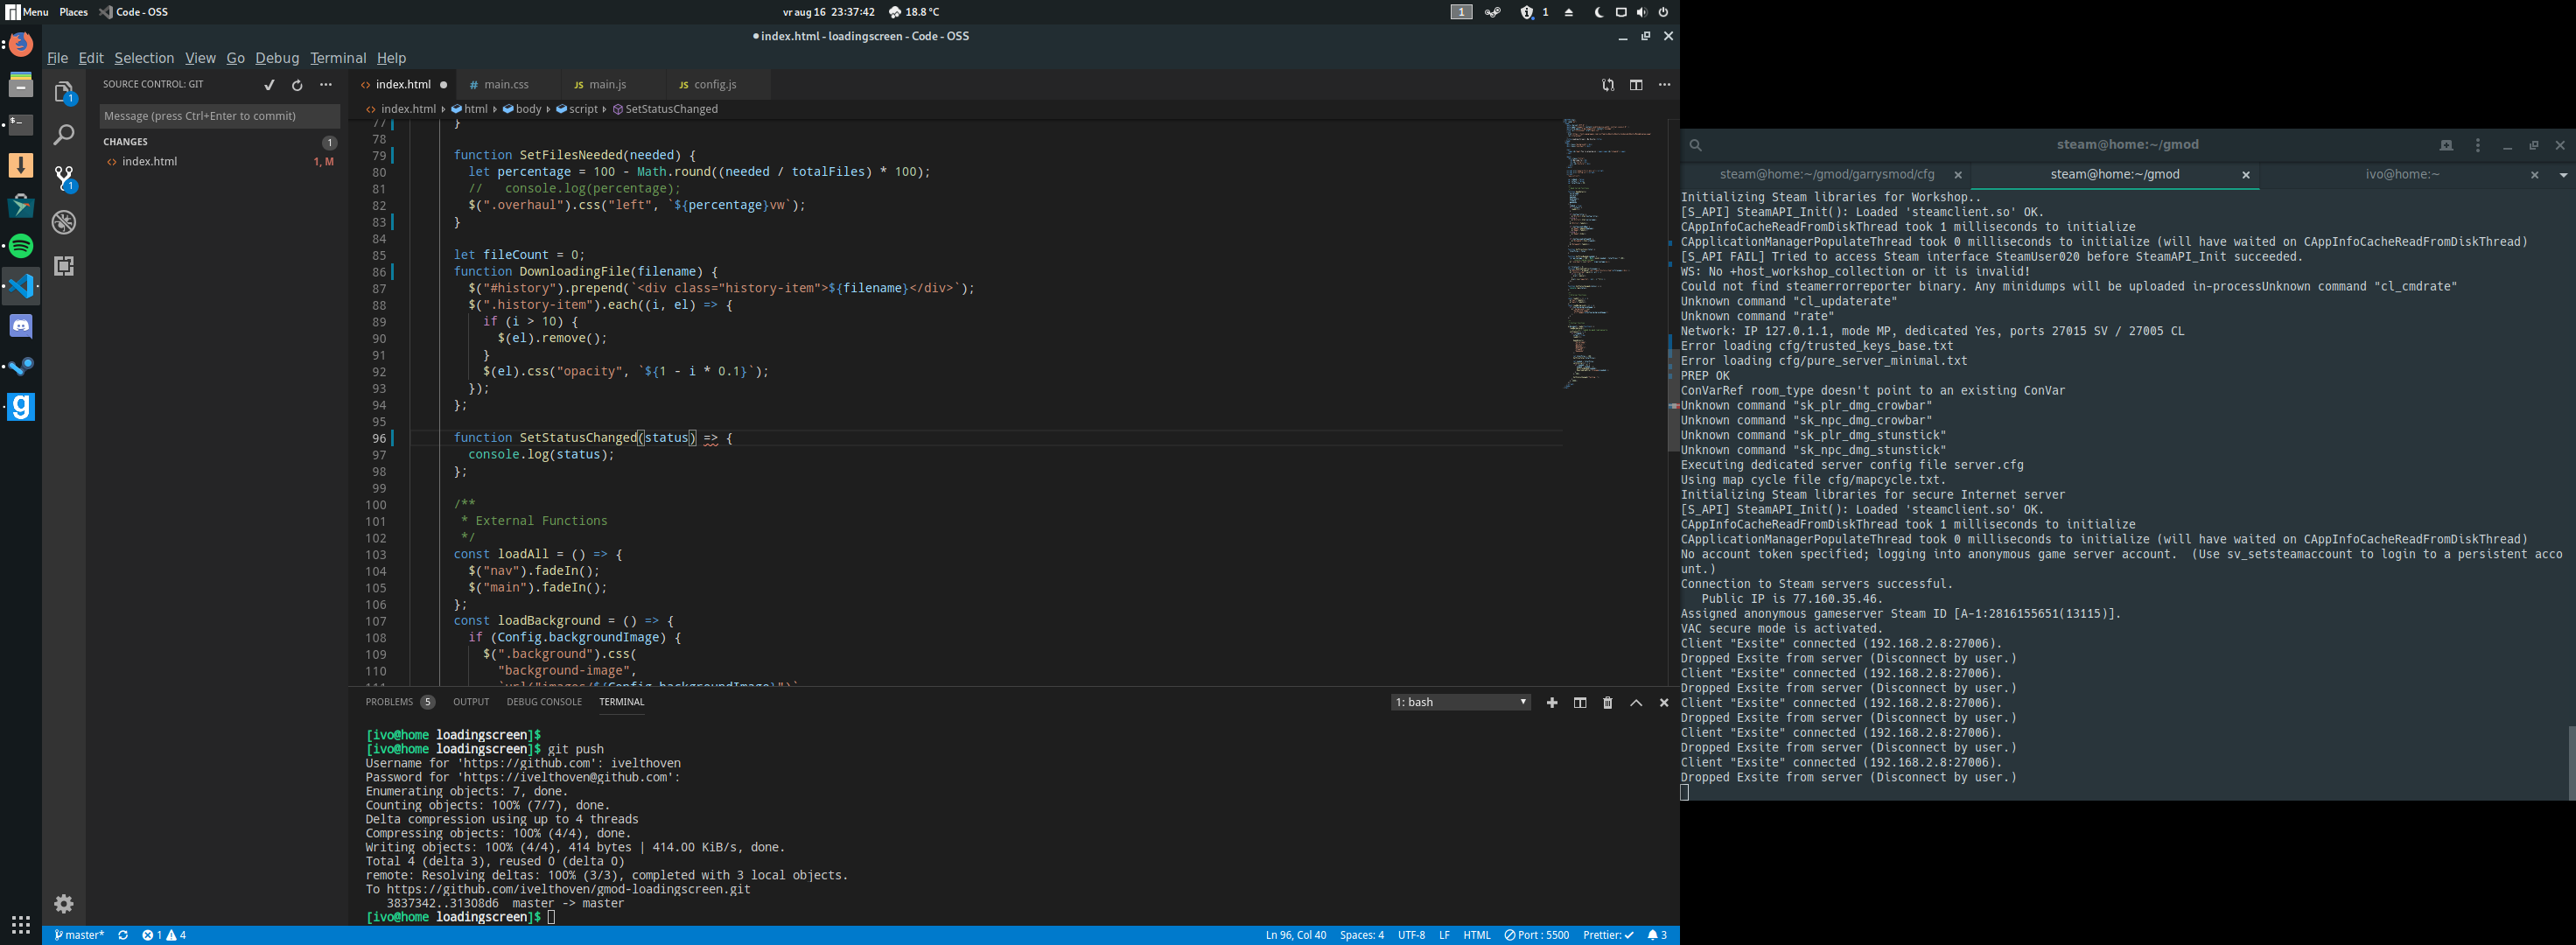 Menu Places Code - OSS
vr aug 16 23:37:42 18.8 °C
1 1
index.html - loadingscreen - Code - OSS
File Edit Selection View Go Debug Terminal Help
SOURCE CONTROL: GIT
Message (press Ctrl+Enter to commit)
CHANGES 1
index.html 1, M
1
1
index.html main.css main.js config.js
index.html html body script SetStatusChanged
77 }
78
79 function SetFilesNeeded(needed) {
80 let percentage = 100 - Math.round((needed / totalFiles) * 100);
81 // console.log(percentage);
82 $(".overhaul").css("left", `${percentage}vw`);
83 }
84
85 let fileCount = 0;
86 function DownloadingFile(filename) {
87 $("#history").prepend(`<div class="history-item">${filename}</div>`);
88 $(".history-item").each((i, el) => {
89 if (i > 10) {
90 $(el).remove();
91 }
92 $(el).css("opacity", `${1 - i * 0.1}`);
93 });
94 };
95
96 function SetStatusChanged(status) => {
97 console.log(status);
98 };
99
100 /**
101 * External Functions
102 */
103 const loadAll = () => {
104 $("nav").fadeIn();
105 $("main").fadeIn();
106 };
107 const loadBackground = () => {
108 if (Config.backgroundImage) {
109 $(".background").css(
110 "background-image",
111 `url("images/${Config.backgroundImage}")`
PROBLEMS 5 OUTPUT DEBUG CONSOLE TERMINAL 1: bash
[ivo@home loadingscreen]$
[ivo@home loadingscreen]$ git push
Username for 'https://github.com': ivelthoven
Password for 'https://ivelthoven@github.com':
Enumerating objects: 7, done.
Counting objects: 100% (7/7), done.
Delta compression using up to 4 threads
Compressing objects: 100% (4/4), done.
Writing objects: 100% (4/4), 414 bytes | 414.00 KiB/s, done.
Total 4 (delta 3), reused 0 (delta 0)
remote: Resolving deltas: 100% (3/3), completed with 3 local objects.
To https://github.com/ivelthoven/gmod-loadingscreen.git
3837342..31308d6 master -> master
[ivo@home loadingscreen]$
master* 1 4 Ln 96, Col 40 Spaces: 4 UTF-8 LF HTML Port : 5500 Prettier: 3
steam@home:~/gmod
steam@home:~/gmod/garrysmod/cfg steam@home:~/gmod ivo@home:~
Initializing Steam libraries for Workshop..
[S_API] SteamAPI_Init(): Loaded 'steamclient.so' OK.
CAppInfoCacheReadFromDiskThread took 1 milliseconds to initialize
CApplicationManagerPopulateThread took 0 milliseconds to initialize (will have waited on CAppInfoCacheReadFromDiskThread)
[S_API FAIL] Tried to access Steam interface SteamUser020 before SteamAPI_Init succeeded.
WS: No +host_workshop_collection or it is invalid!
Could not find steamerrorreporter binary. Any minidumps will be uploaded in-processUnknown command "cl_cmdrate"
Unknown command "cl_updaterate"
Unknown command "rate"
Network: IP 127.0.1.1, mode MP, dedicated Yes, ports 27015 SV / 27005 CL
Error loading cfg/trusted_keys_base.txt
Error loading cfg/pure_server_minimal.txt
PREP OK
ConVarRef room_type doesn't point to an existing ConVar
Unknown command "sk_plr_dmg_crowbar"
Unknown command "sk_npc_dmg_crowbar"
Unknown command "sk_plr_dmg_stunstick"
Unknown command "sk_npc_dmg_stunstick"
Executing dedicated server config file server.cfg
Using map cycle file cfg/mapcycle.txt.
Initializing Steam libraries for secure Internet server
[S_API] SteamAPI_Init(): Loaded 'steamclient.so' OK.
CAppInfoCacheReadFromDiskThread took 1 milliseconds to initialize
CApplicationManagerPopulateThread took 0 milliseconds to initialize (will have waited on CAppInfoCacheReadFromDiskThread)
No account token specified; logging into anonymous game server account. (Use sv_setsteamaccount to login to a persistent acco
unt.)
Connection to Steam servers successful.
Public IP is 77.160.35.46.
Assigned anonymous gameserver Steam ID [A-1:2816155651(13115)].
VAC secure mode is activated.
Client "Exsite" connected (192.168.2.8:27006).
Dropped Exsite from server (Disconnect by user.)
Client "Exsite" connected (192.168.2.8:27006).
Dropped Exsite from server (Disconnect by user.)
Client "Exsite" connected (192.168.2.8:27006).
Dropped Exsite from server (Disconnect by user.)
Client "Exsite" connected (192.168.2.8:27006).
Dropped Exsite from server (Disconnect by user.)
Client "Exsite" connected (192.168.2.8:27006).
Dropped Exsite from server (Disconnect by user.)